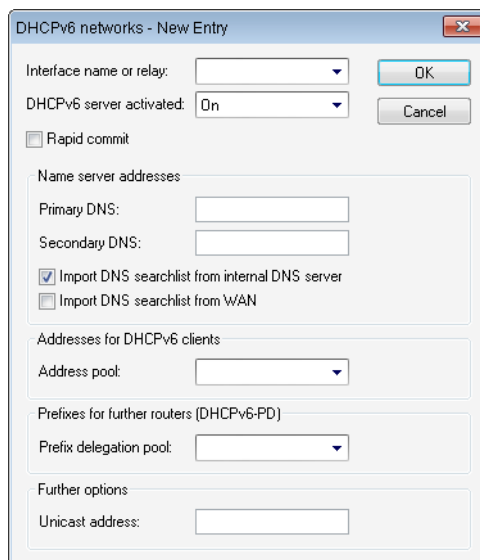 DHCPv6 networks - New Entry
Interface name or relay:
OK
DHCPv6 server activated: On
Cancel
Rapid commit
Name server addresses
Primary DNS:
Secondary DNS:
Import DNS searchlist from internal DNS server
Import DNS searchlist from WAN
Addresses for DHCPv6 clients
Address pool:
Prefixes for further routers (DHCPv6-PD)
Prefix delegation pool:
Further options
Unicast address: